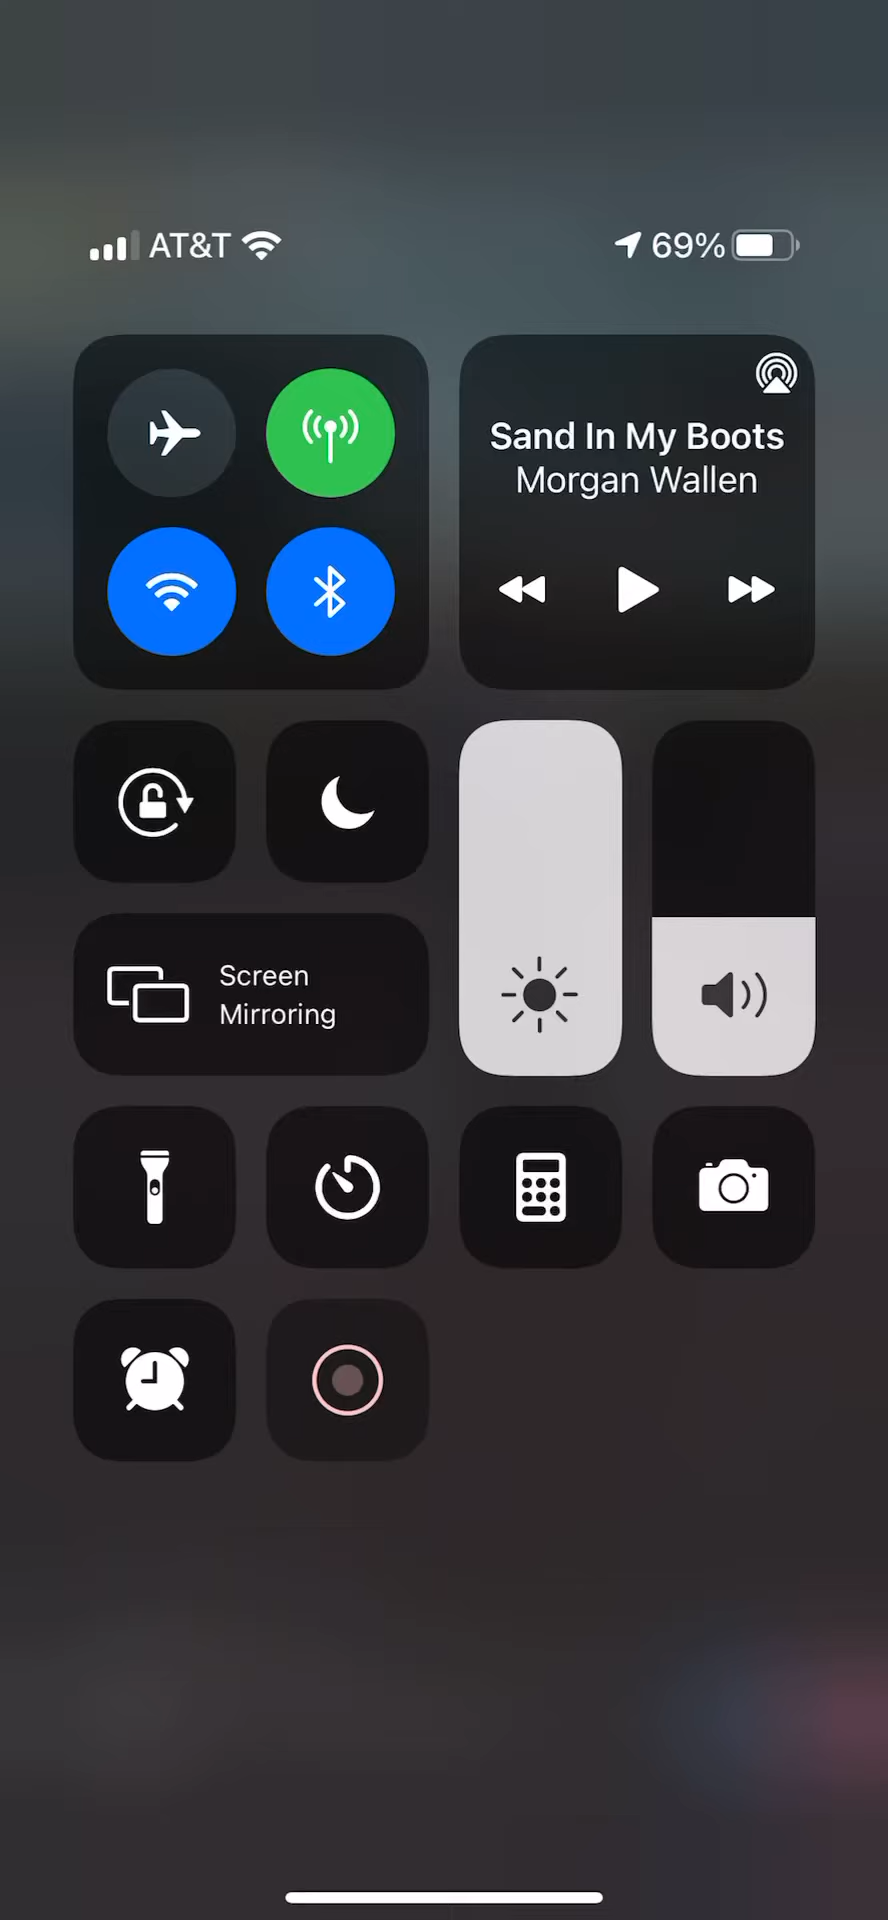 AT&T
69%
Sand In My Boots
Morgan Wallen
Screen
Mirroring